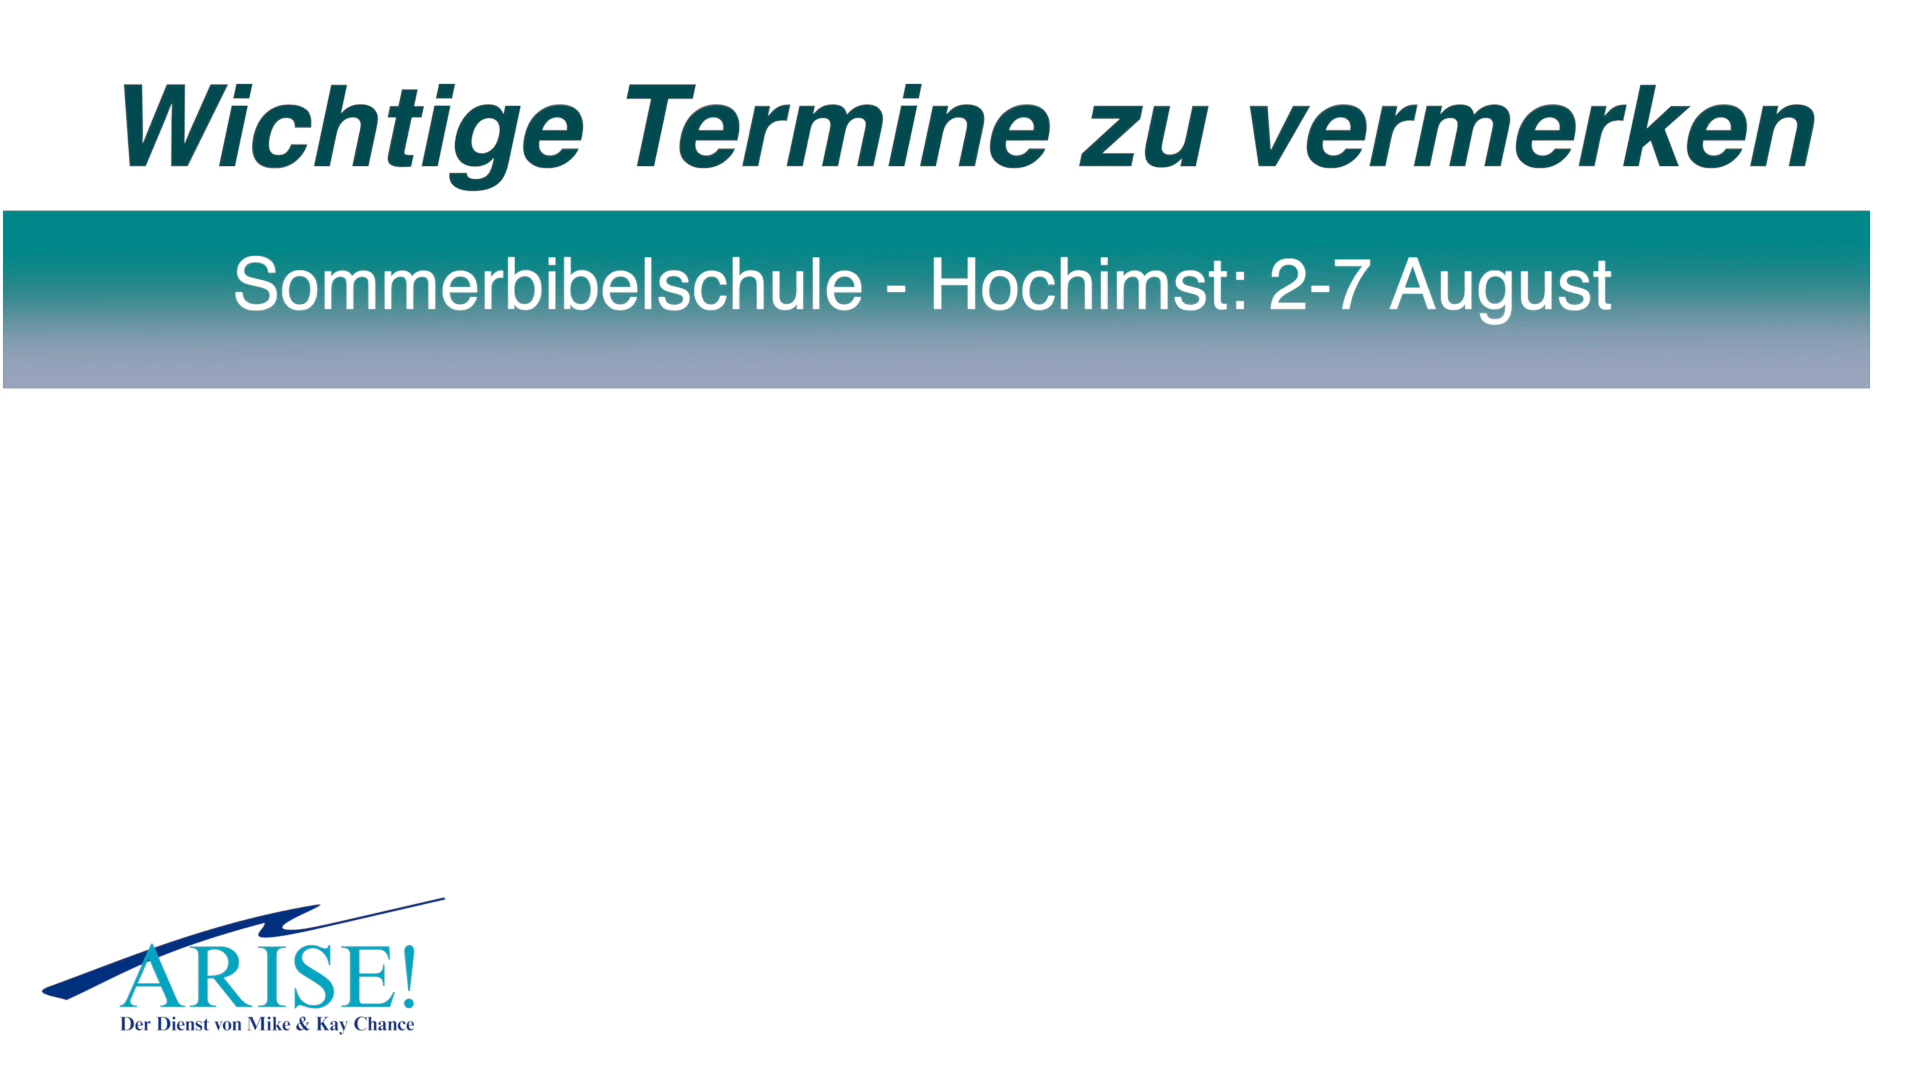 Wichtige Termine zu vermerken
Sommerbibelschule - Hochimst: 2-7 August
ARISE!
Der Dienst von Mike & Kay Chance